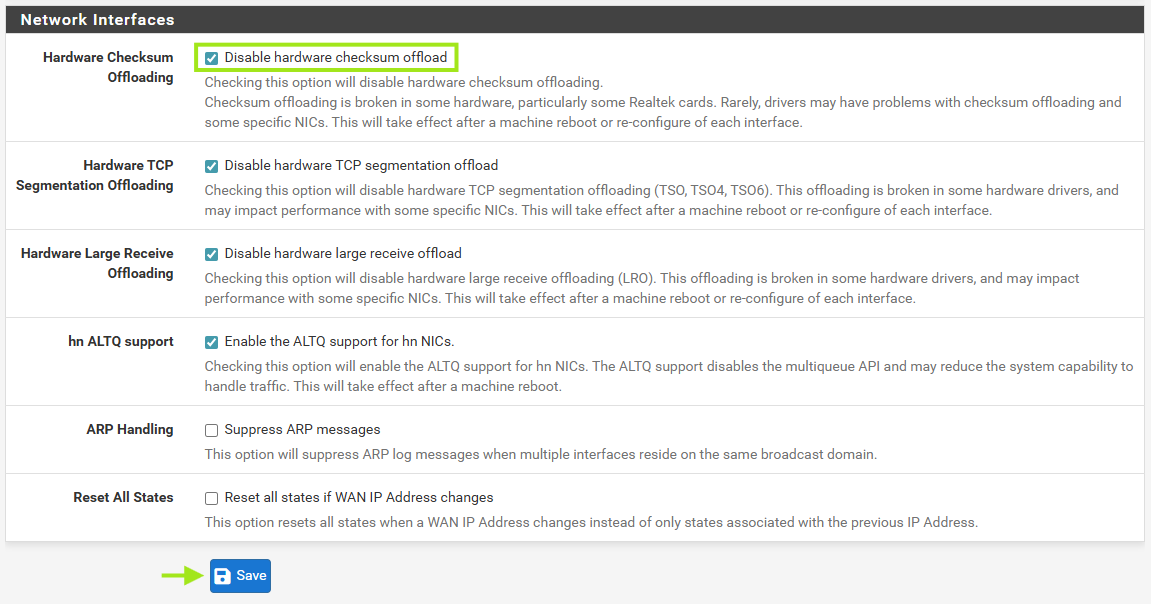 Network Interfaces
Hardware Checksum Offloading
Disable hardware checksum offload
Checking this option will disable hardware checksum offloading.
Checksum offloading is broken in some hardware, particularly some Realtek cards. Rarely, drivers may have problems with checksum offloading and
some specific NICs. This will take effect after a machine reboot or re-configure of each interface.
Hardware TCP Segmentation Offloading
Disable hardware TCP segmentation offload
Checking this option will disable hardware TCP segmentation offloading (TSO, TSO4, TSO6). This offloading is broken in some hardware drivers, and
may impact performance with some specific NICs. This will take effect after a machine reboot or re-configure of each interface.
Hardware Large Receive Offloading
Disable hardware large receive offload
Checking this option will disable hardware large receive offloading (LRO). This offloading is broken in some hardware drivers, and may impact
performance with some specific NICs. This will take effect after a machine reboot or re-configure of each interface.
hn ALTQ support
Enable the ALTQ support for hn NICs.
Checking this option will enable the ALTQ support for hn NICs. The ALTQ support disables the multiqueue API and may reduce the system capability to
handle traffic. This will take effect after a machine reboot.
ARP Handling
Suppress ARP messages
This option will suppress ARP log messages when multiple interfaces reside on the same broadcast domain.
Reset All States
Reset all states if WAN IP Address changes
This option resets all states when a WAN IP Address changes instead of only states associated with the previous IP Address.
Save